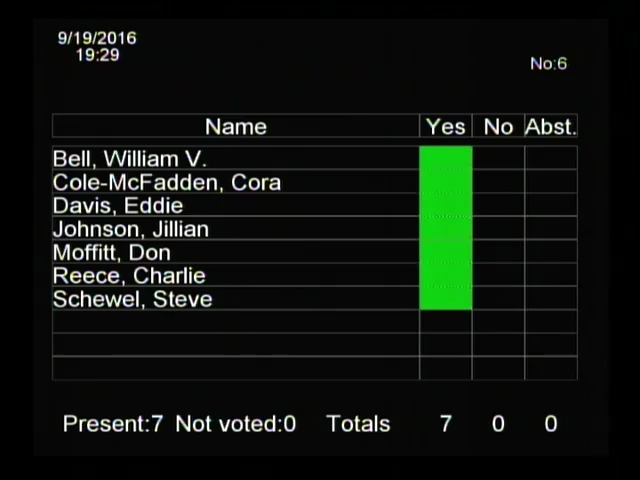 9/19/2016
19:29
No:6
Name Yes No Abst.
Bell, William V.
Cole-McFadden, Cora
Davis, Eddie
Johnson, Jillian
Moffitt, Don
Reece, Charlie
Schewel, Steve
Present:7 Not voted:0 Totals 7 0 0